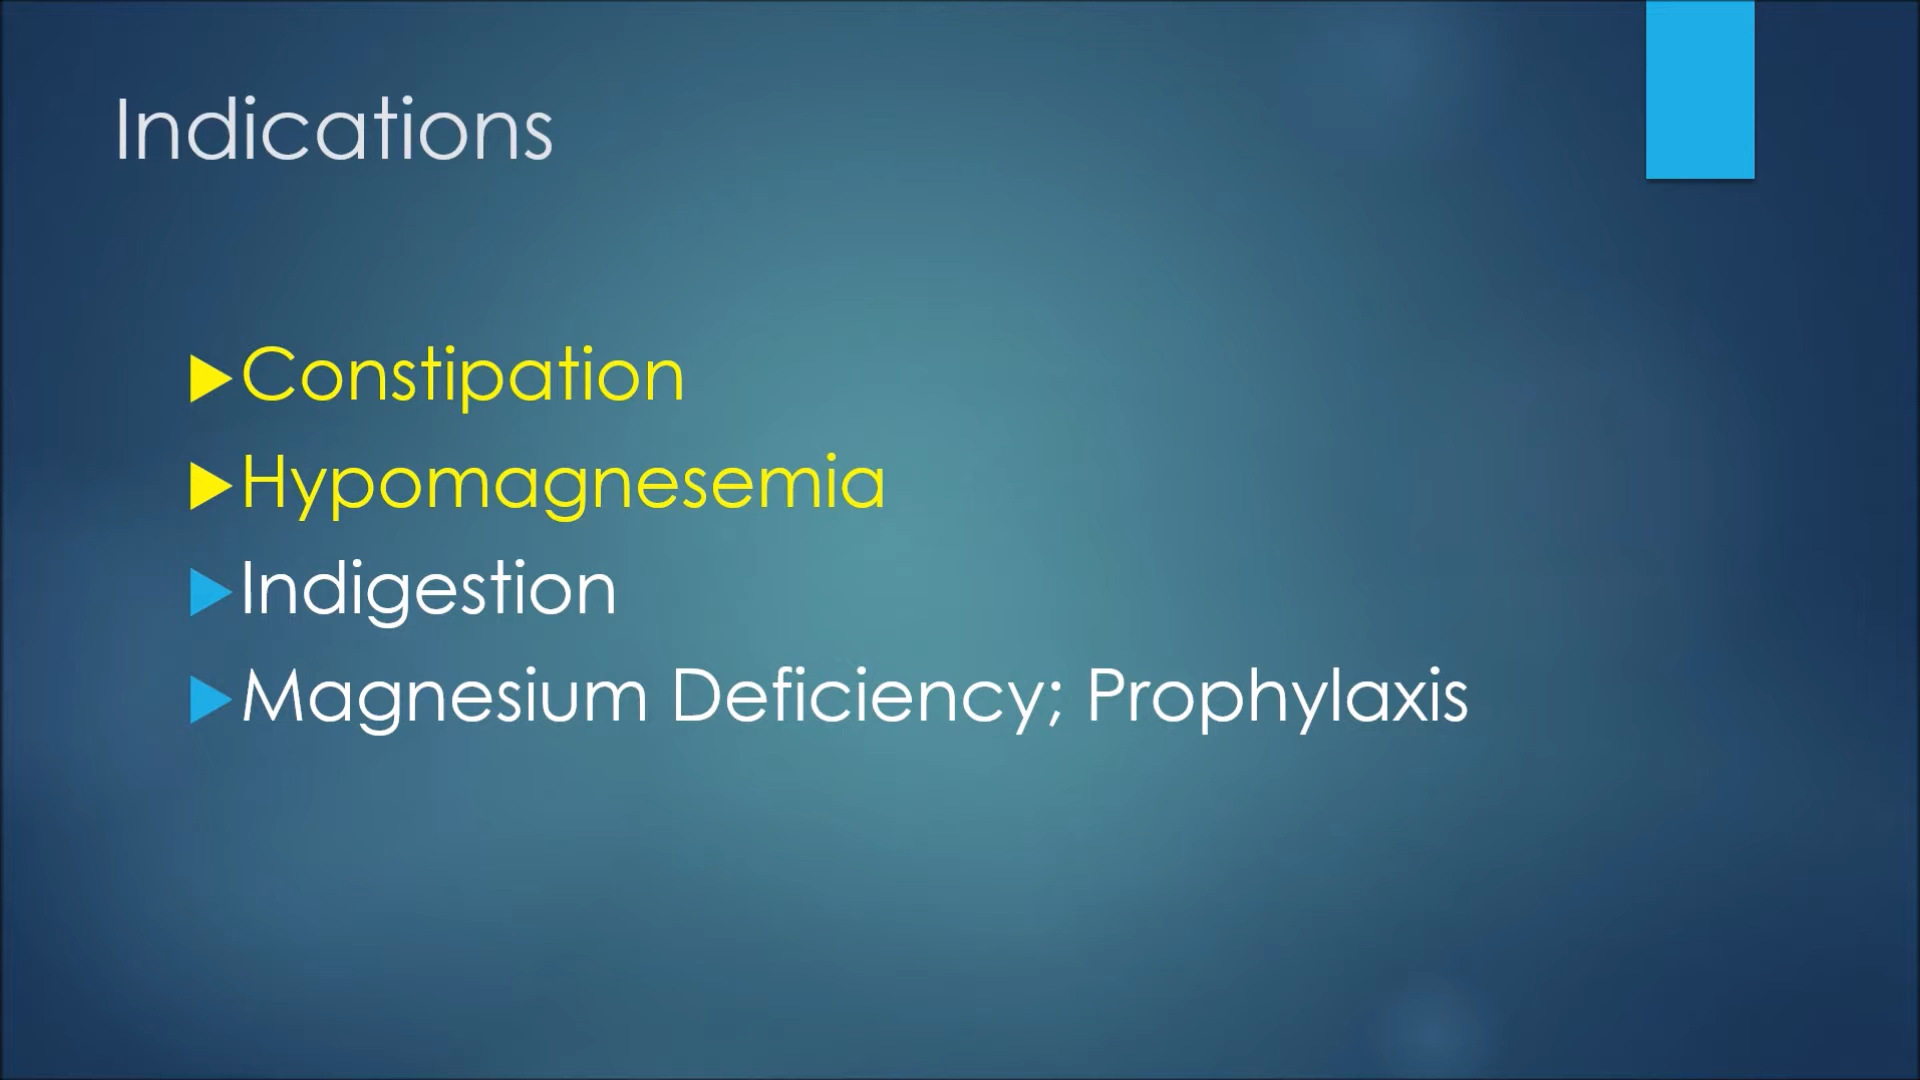 Indications
Constipation
Hypomagnesemia
Indigestion
Magnesium Deficiency; Prophylaxis